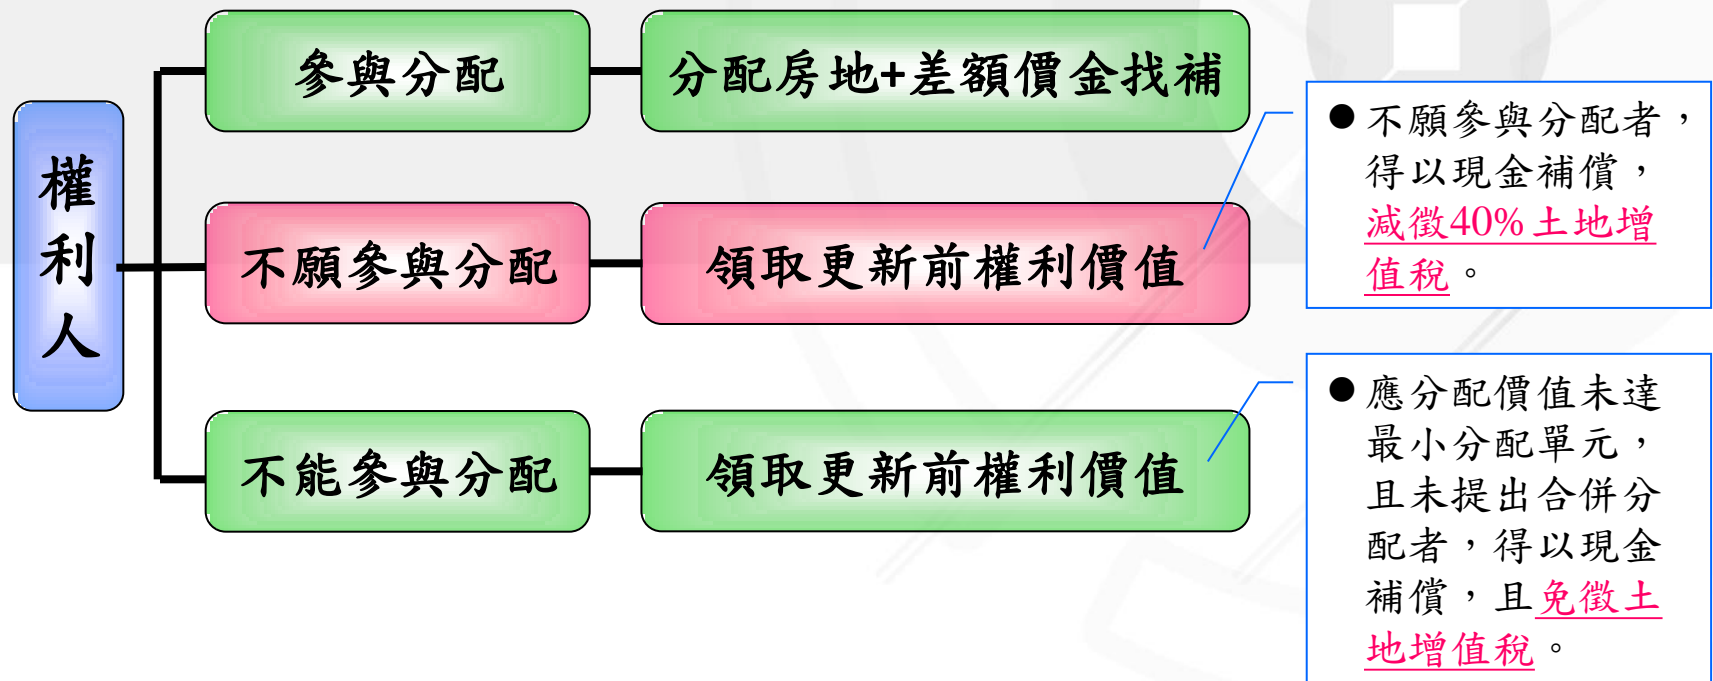 權利人
參與分配
分配房地+差額價金找補
不願參與分配
領取更新前權利價值
不能參與分配
領取更新前權利價值
●不願參與分配者，
得以現金補償，
減徵40%土地增
值稅。
●應分配價值未達
最小分配單元，
且未提出合併分
配者，得以現金
補償，且免徵土
地增值稅。